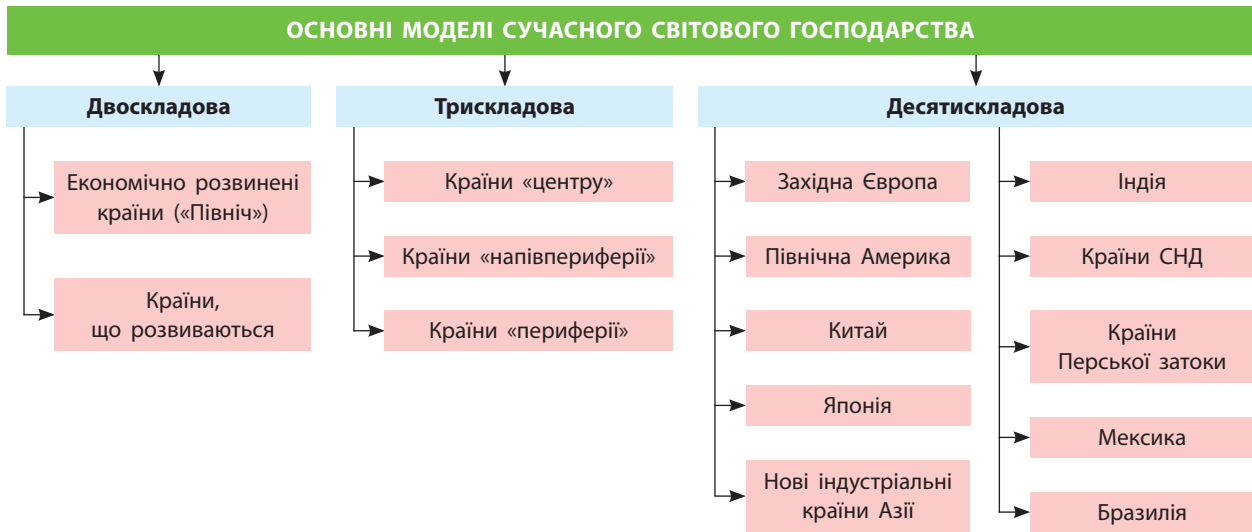 ОСНОВНІ МОДЕЛІ СУЧАСНОГО СВІТОВОГО ГОСПОДАРСТВА
Двоскладова
Економічно розвинені
країни («Північ»)
Країни,
що розвиваються
Трискладова
Країни «центру»
Країни «напівпериферії»
Країни «периферії»
Десятискладова
Західна Європа
Північна Америка
Китай
Японія
Нові індустріальні
країни Азії
Індія
Країни СНД
Країни
Перської затоки
Мексика
Бразилія